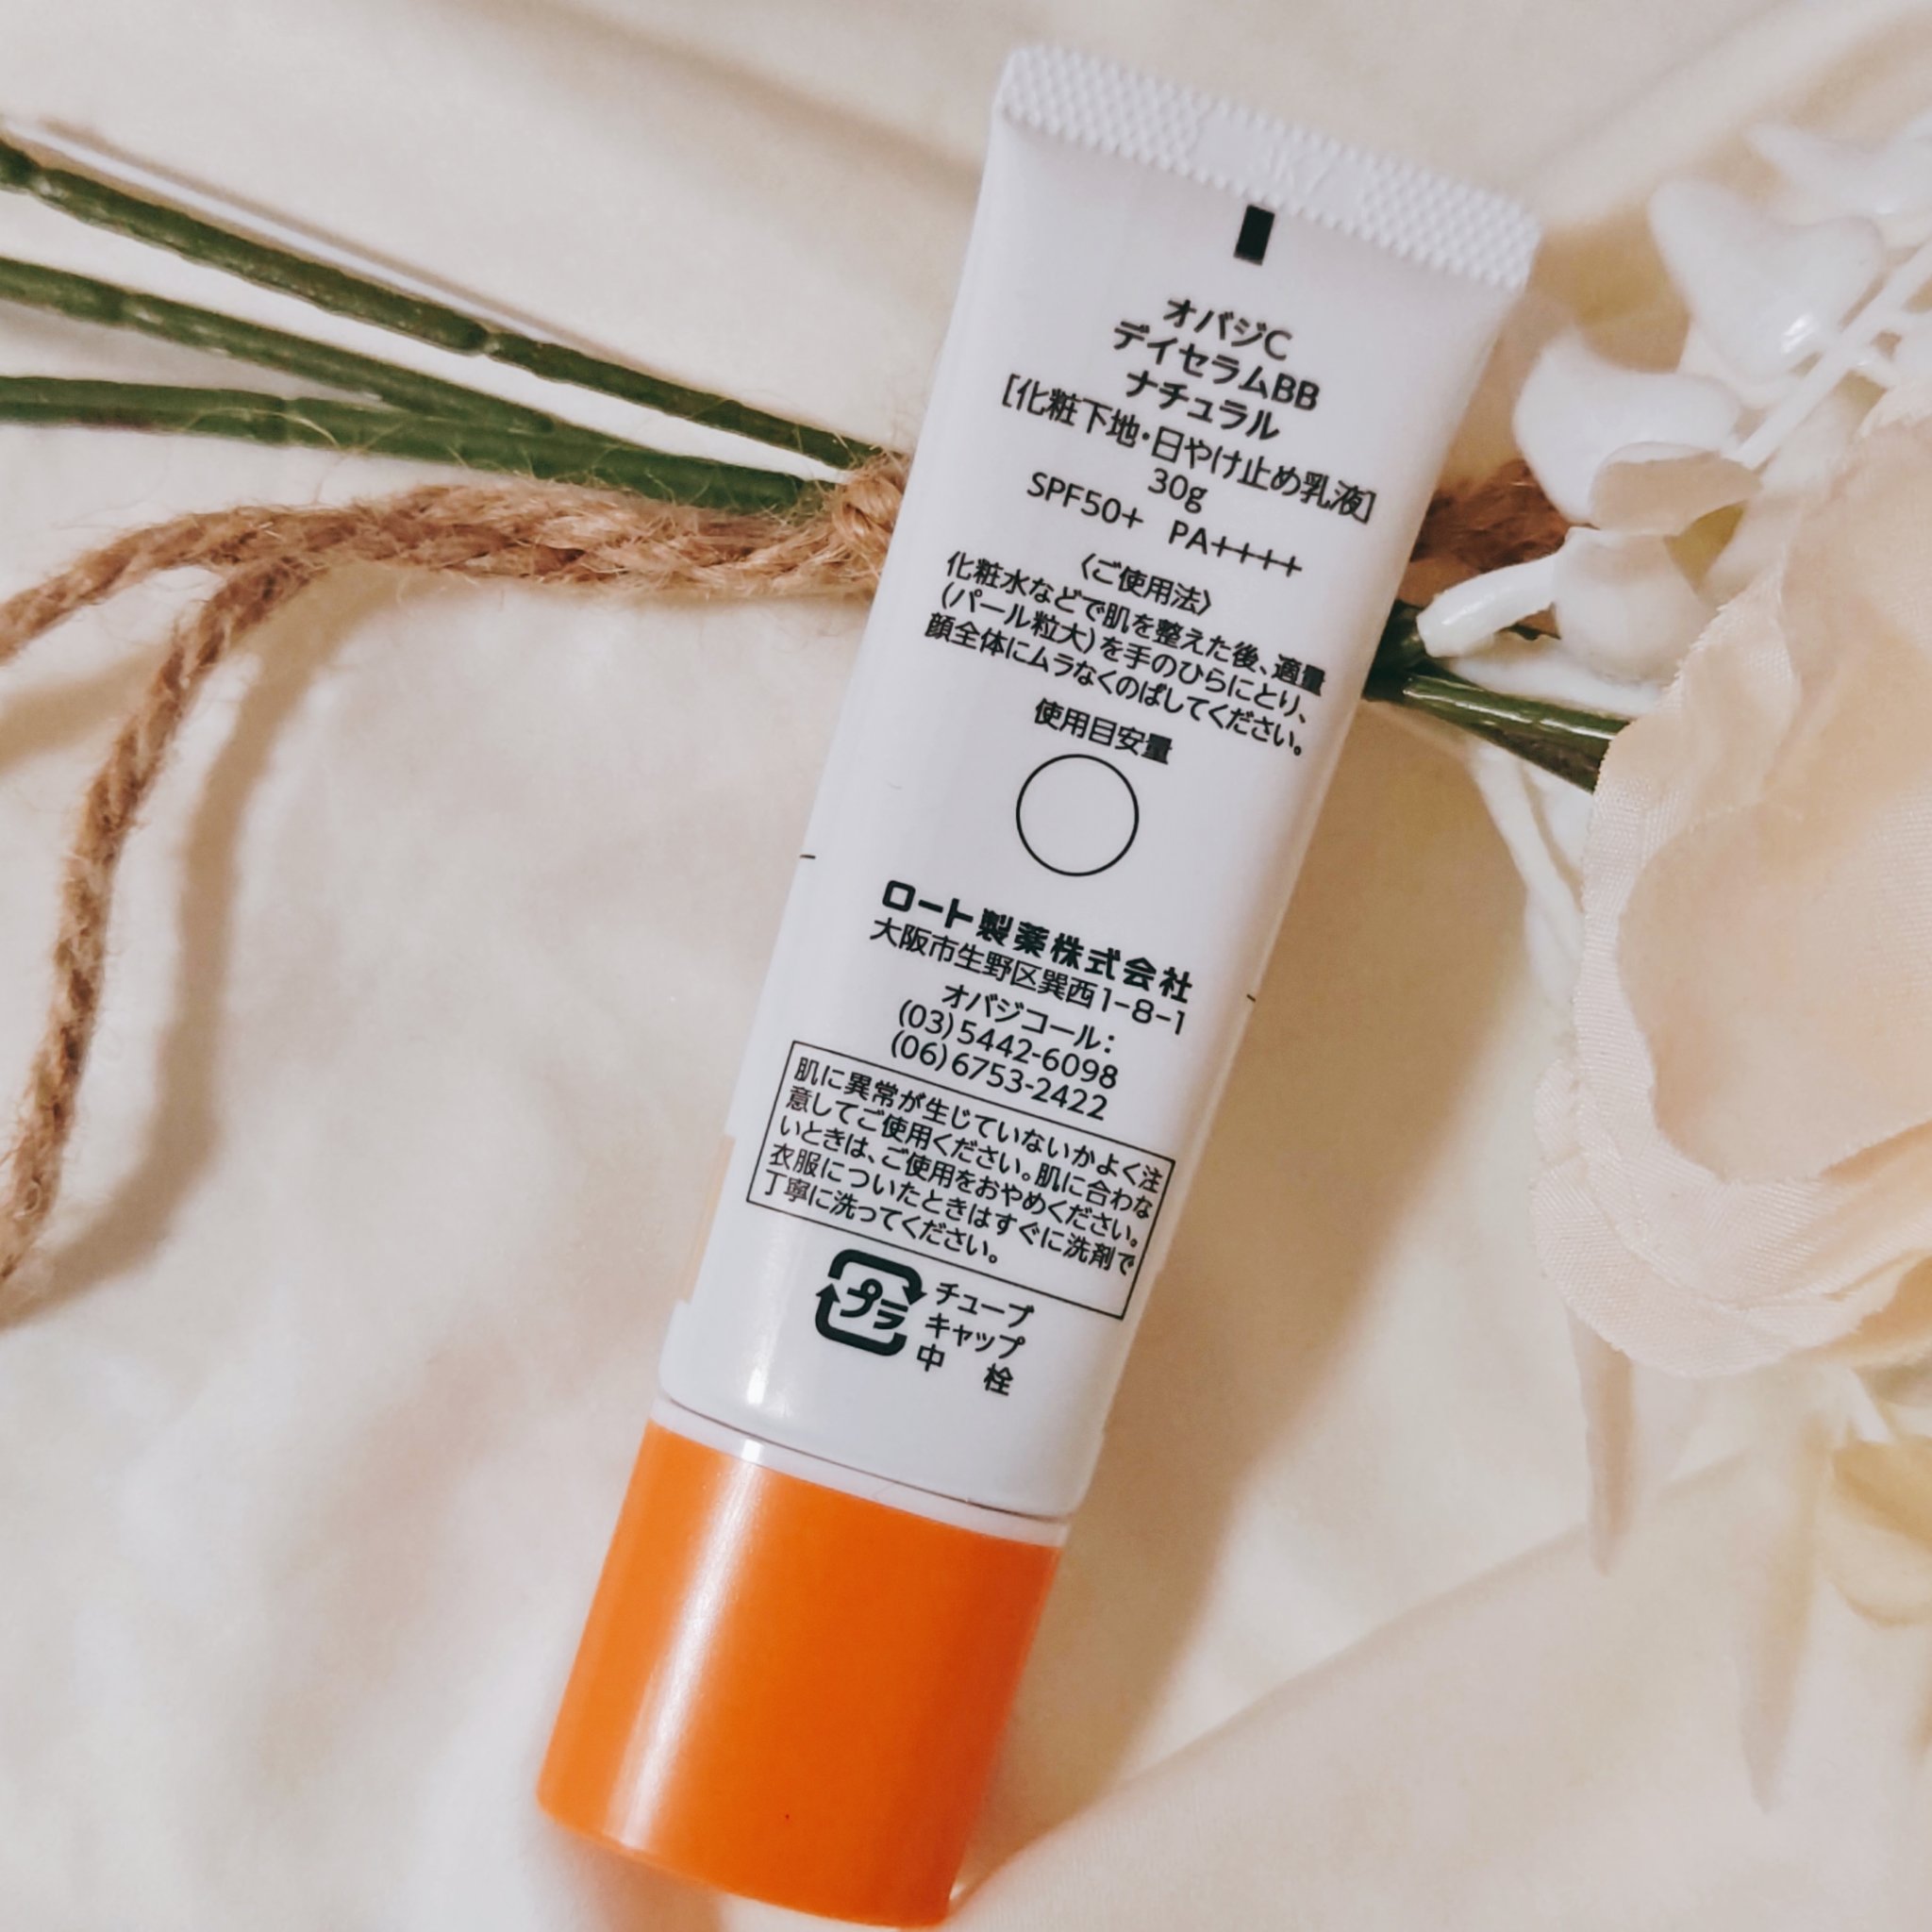 オバジC
デイセラムBB
ナチュラル
[化粧下地・日やけ止め乳液]
30g
SPF50+ PA++++
〈ご使用法〉
化粧水などで肌を整えた後、適量
(パール粒大)を手のひらにとり、
顔全体にムラなくのばしてください。
使用目安量
ロート製薬株式会社
大阪市生野区巽西1-8-1
オバジコール:
(03)5442-6098
(06)6753-2422
肌に異常が生じていないかよく注
意してご使用ください。肌に合わな
いときは、ご使用をおやめください。
衣服についたときはすぐに洗剤で
丁寧に洗ってください。
プラ
チューブ
キャップ
中 栓